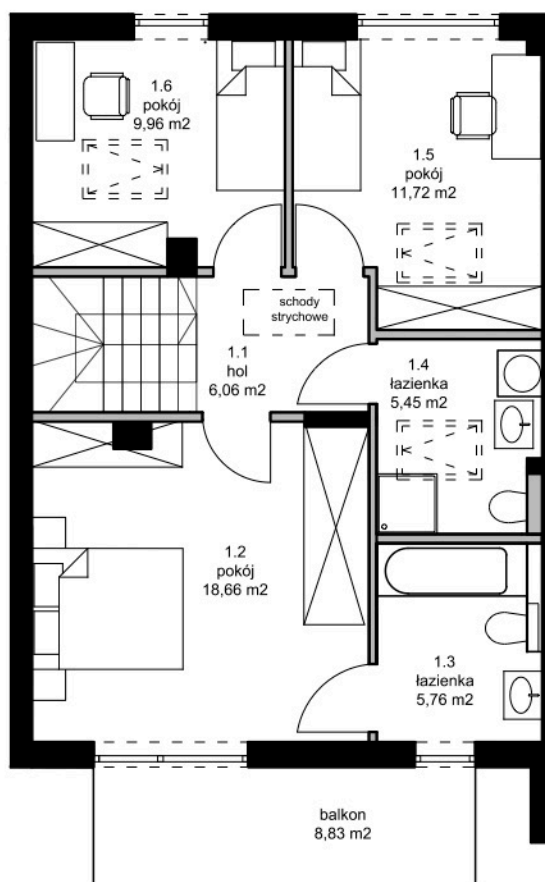 1.6
pokój
9,96 m2
1.5
pokój
11,72 m2
schody
strychowe
1.1
hol
6,06 m2
1.4
łazienka
5,45 m2
1.2
pokój
18,66 m2
1.3
łazienka
5,76 m2
balkon
8,83 m2